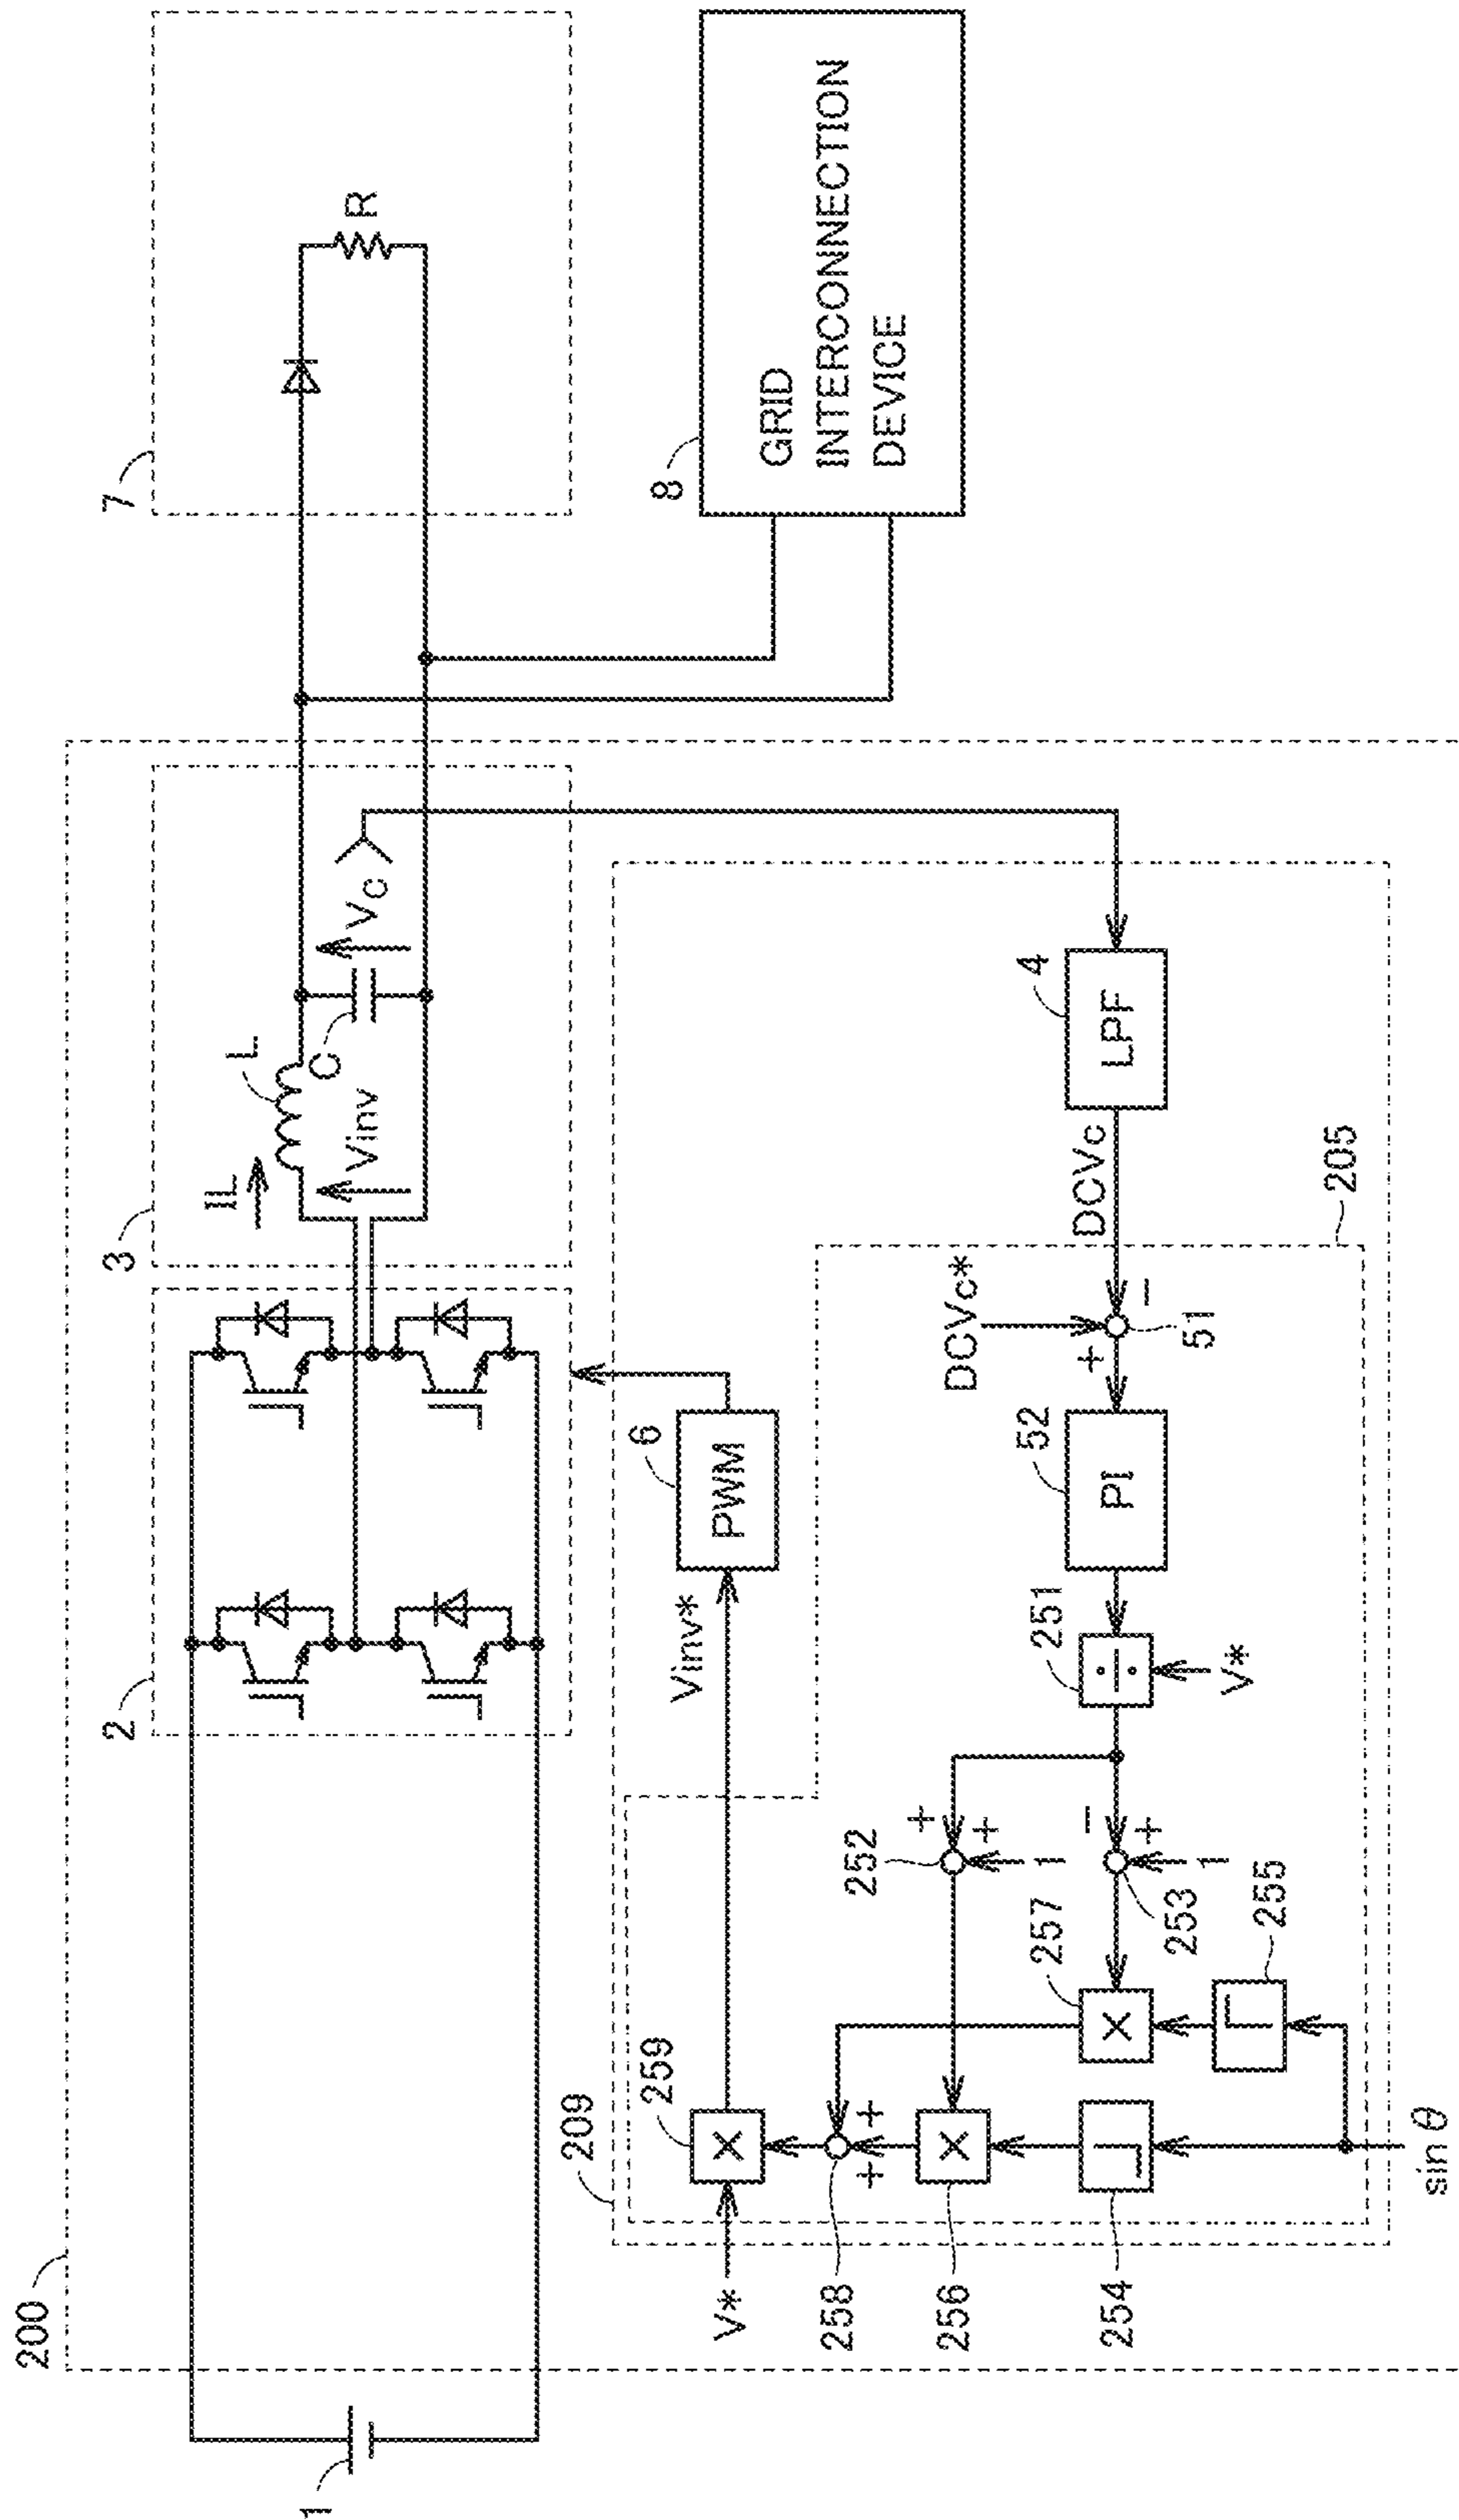 200
1
2
3
IL
L
Vinv
C
Vc
7
R
8
GRID
INTERCONNECTION
DEVICE
209
Vinv*
6
PWM
V*
259
258
256
254
252
+
+
1
257
−
+
1
253
255
+
+
sin θ
251
V*
52
PI
DCVc*
+
−
51
DCVc
205
4
LPF
×
×
×
÷